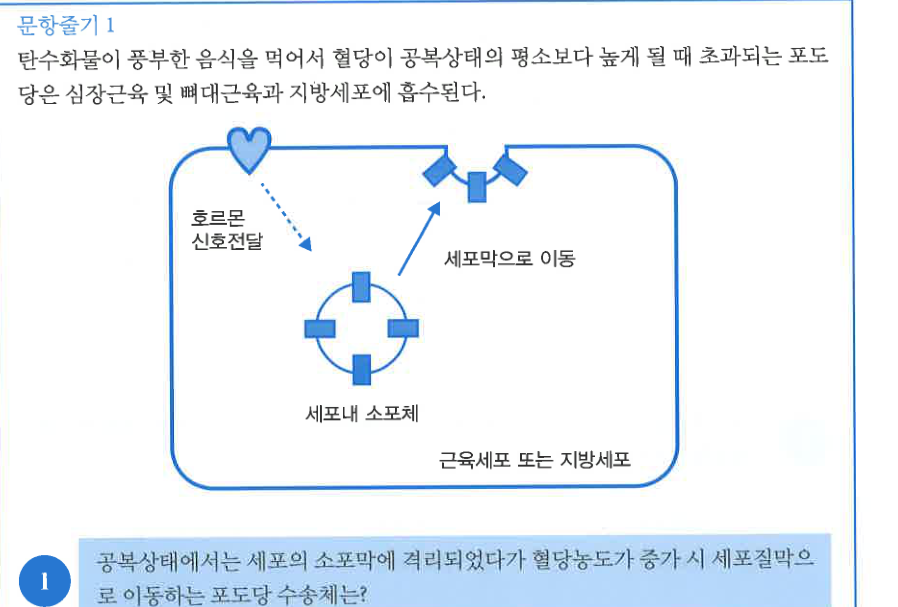 문항줄기 1
탄수화물이 풍부한 음식을 먹어서 혈당이 공복상태의 평소보다 높게 될 때 초과되는 포도
당은 심장근육 및 뼈대근육과 지방세포에 흡수된다.
호르몬
신호전달
세포막으로 이동
세포내 소포체
근육세포 또는 지방세포
1
공복상태에서는 세포의 소포막에 격리되었다가 혈당농도가 증가 시 세포질막으
로 이동하는 포도당 수송체는?